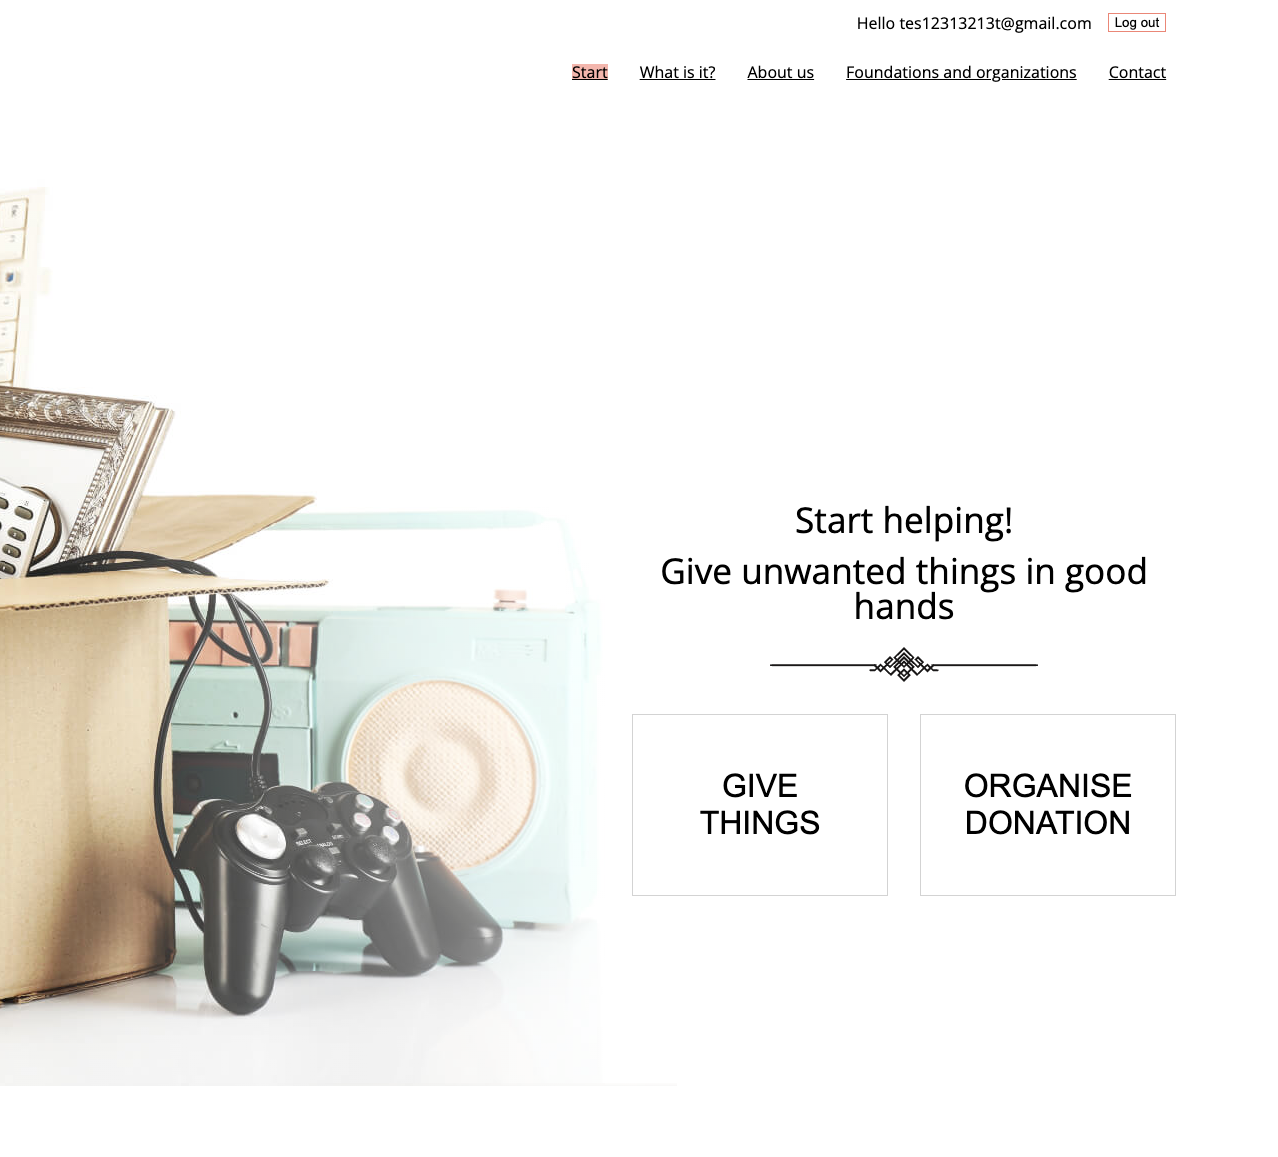 Hello tes12313213t@gmail.com Log out
Start What is it? About us Foundations and organizations Contact
Start helping!
Give unwanted things in good
hands
GIVE
THINGS
ORGANISE
DONATION
SELECT